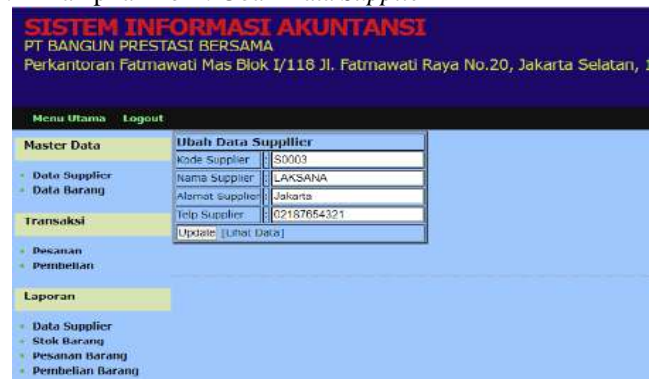 SISTEM INFORMASI AKUNTANSI
PT BANGUN PRESTASI BERSAMA
Perkantoran Fatmawati Mas Blok I/118 Jl. Fatmawati Raya No.20, Jakarta Selatan,
Menu Utama Logout
Master Data
Data Supplier
Data Barang
Transaksi
Pesanan
Pembelian
Laporan
Data Supplier
Stok Barang
Pesanan Barang
Pembelian Barang
Ubah Data Suppllier
Kode Supplier : S0003
Nama Supplier : LAKSANA
Alamat Supplier : Jakarta
Telp Supplier : 02187654321
Update [Lihat Data]